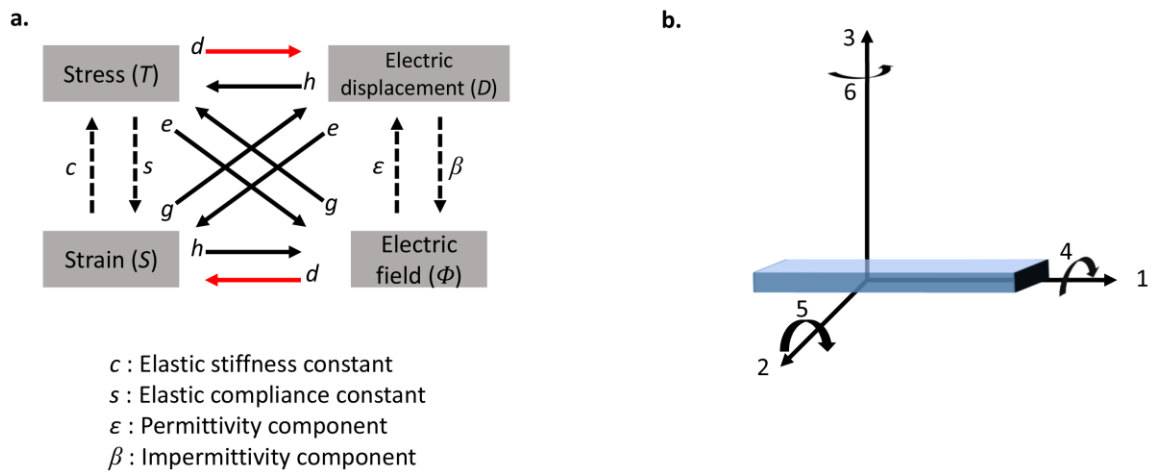 a.
b.
d
Stress (T)
Electric
displacement (D)
h
e
e
c
s
ε
β
g
g
Strain (S)
h
Electric
field (Φ)
d
c : Elastic stiffness constant
s : Elastic compliance constant
ε : Permittivity component
β : Impermittivity component
3
6
4
1
5
2